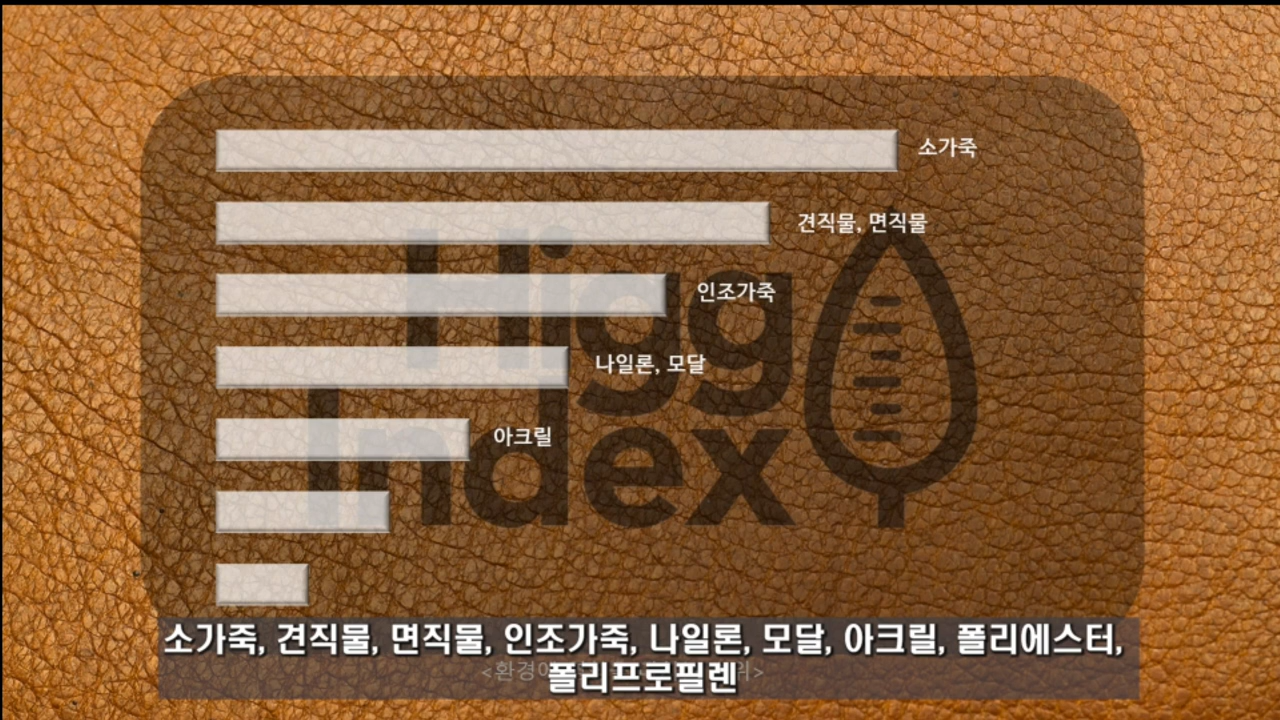 소가죽
견직물, 면직물
인조가죽
나일론, 모달
아크릴
Higg
Index
소가죽, 견직물, 면직물, 인조가죽, 나일론, 모달, 아크릴, 폴리에스터,
폴리프로필렌